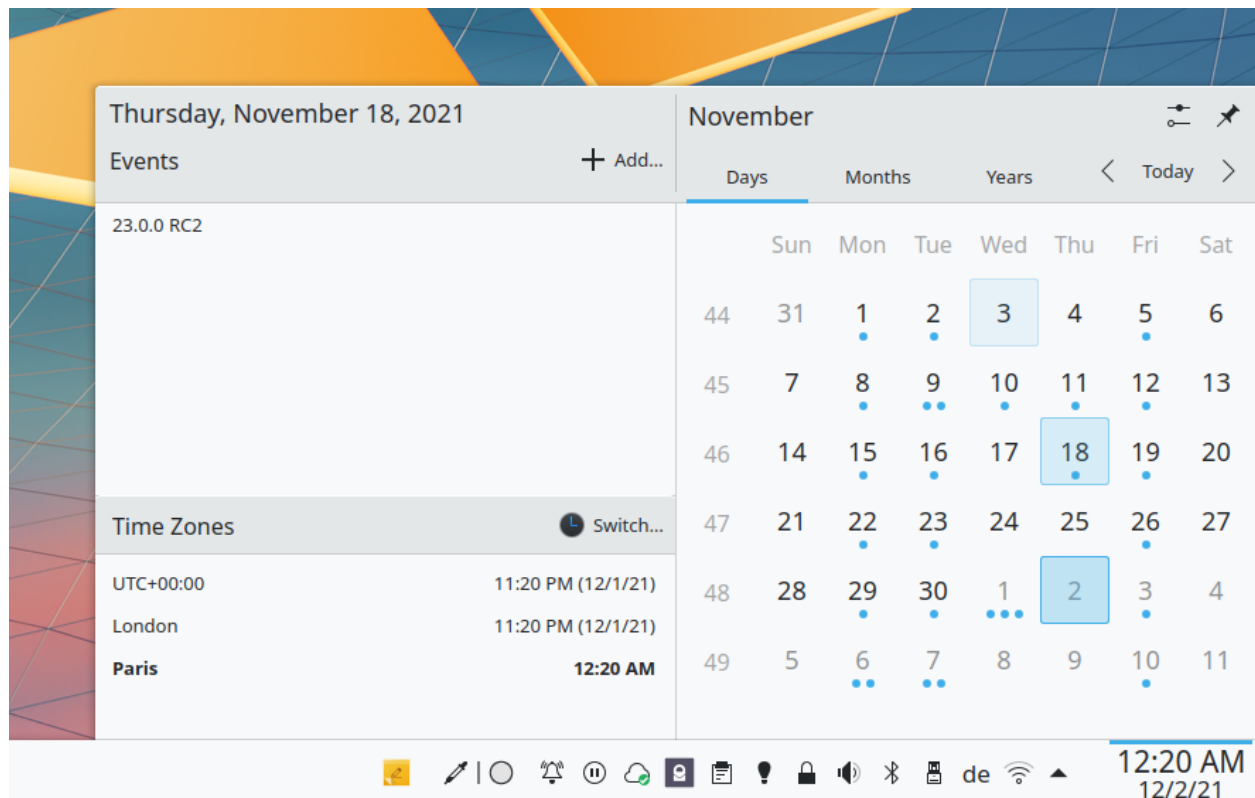 Thursday, November 18, 2021
Events
Add...
23.0.0 RC2
Time Zones
Switch...
UTC+00:00 11:20 PM (12/1/21)
London 11:20 PM (12/1/21)
Paris 12:20 AM
November
Days Months Years Today
Sun Mon Tue Wed Thu Fri Sat
44 31 1 2 3 4 5 6
45 7 8 9 10 11 12 13
46 14 15 16 17 18 19 20
47 21 22 23 24 25 26 27
48 28 29 30 1 2 3 4
49 5 6 7 8 9 10 11
de
12:20 AM
12/2/21